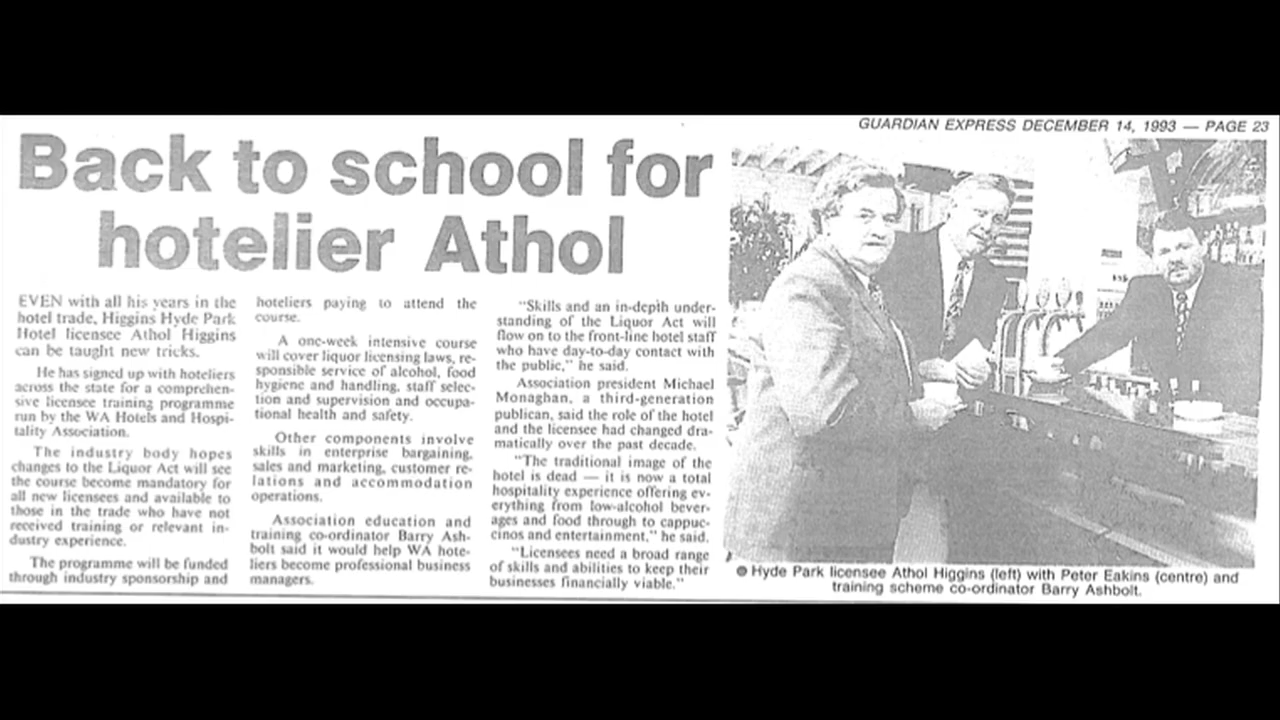 GUARDIAN EXPRESS DECEMBER 14, 1993 — PAGE 23
Back to school for
hotelier Athol
EVEN with all his years in the
hotel trade, Higgins Hyde Park
Hotel licensee Athol Higgins
can be taught new tricks.
He has signed up with hoteliers
across the state for a comprehen-
sive licensee training programme
run by the WA Hotels and Hospi-
tality Association.
The industry body hopes
changes to the Liquor Act will see
the course become mandatory for
all new licensees and available to
those in the trade who have not
received training or relevant in-
dustry experience.
The programme will be funded
through industry sponsorship and
hoteliers paying to attend the
course.
A one-week intensive course
will cover liquor licensing laws, re-
sponsible service of alcohol, food
hygiene and handling, staff selec-
tion and supervision and occupa-
tional health and safety.
Other components involve
skills in enterprise bargaining,
sales and marketing, customer re-
lations and accommodation
operations.
Association education and
training co-ordinator Barry Ash-
bolt said it would help WA hote-
liers become professional business
managers.
"Skills and an in-depth under-
standing of the Liquor Act will
flow on to the front-line hotel staff
who have day-to-day contact with
the public," he said.
Association president Michael
Monaghan, a third-generation
publican, said the role of the hotel
and the licensee had changed dra-
matically over the past decade.
"The traditional image of the
hotel is dead — it is now a total
hospitality experience offering ev-
erything from low-alcohol bever-
ages and food through to cappuc-
cinos and entertainment," he said.
"Licensees need a broad range
of skills and abilities to keep their
businesses financially viable."
Hyde Park licensee Athol Higgins (left) with Peter Eakins (centre) and
training scheme co-ordinator Barry Ashbolt.